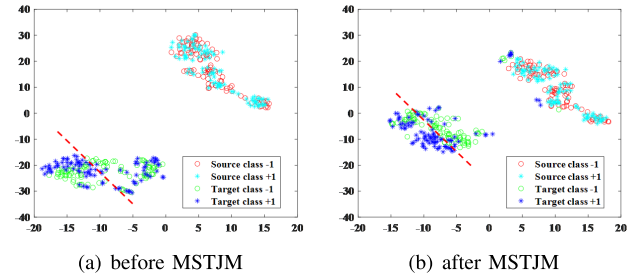 40
30
20
10
0
-10
-20
-30
-40
Source class -1
Source class +1
Target class -1
Target class +1
-20 -15 -10 -5 0 5 10 15 20
(a) before MSTJM
40
30
20
10
0
-10
-20
-30
-40
Source class -1
Source class +1
Target class -1
Target class +1
-20 -15 -10 -5 0 5 10 15 20
(b) after MSTJM